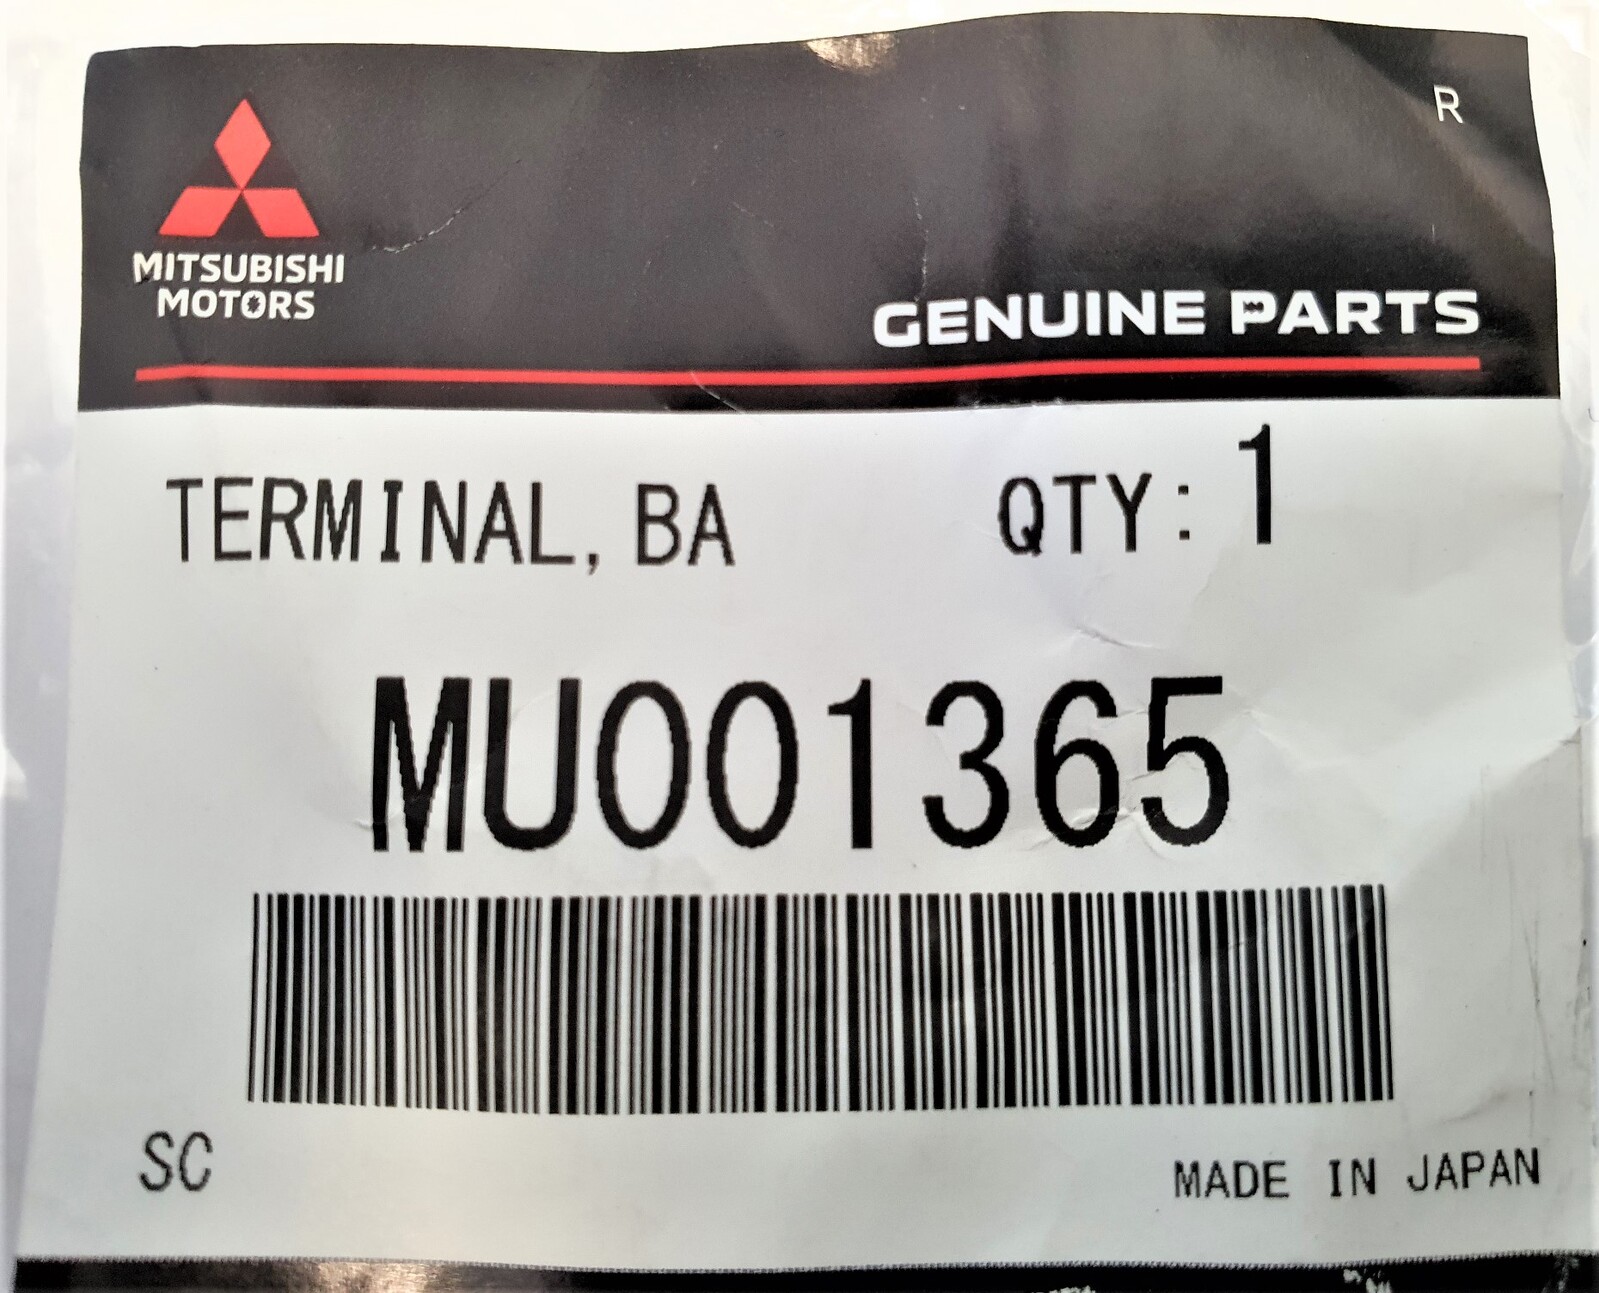 R
MITSUBISHI
MOTORS
GENUINE PARTS
TERMINAL, BA
QTY: 1
MU001365
SC
MADE IN JAPAN